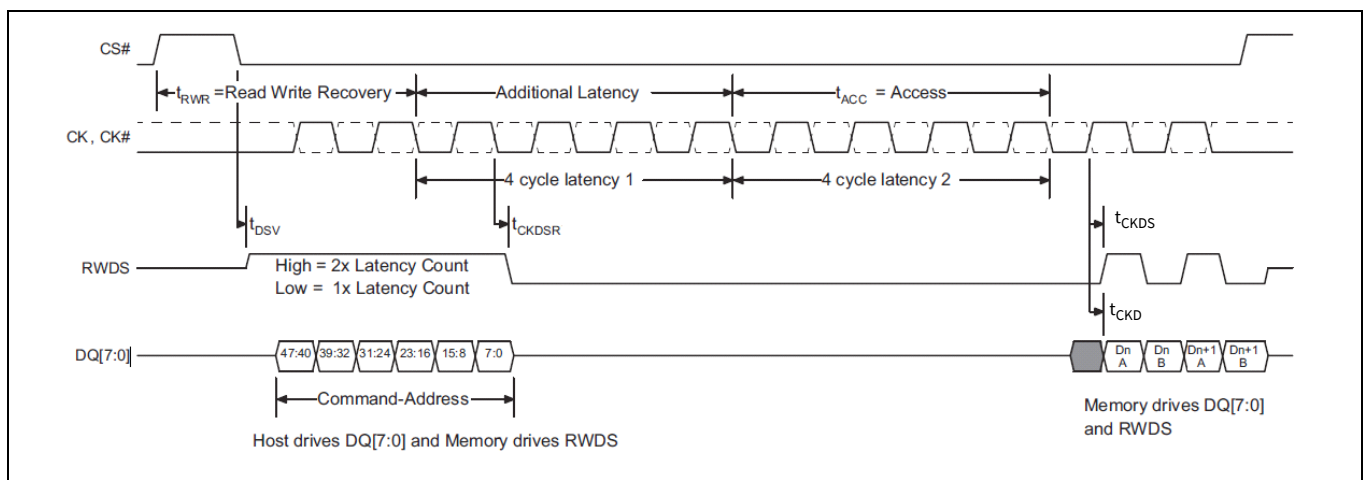 CS#
tRWR =Read Write Recovery
Additional Latency
tACC = Access
CK , CK#
4 cycle latency 1
4 cycle latency 2
tDSV
tCKDSR
tCKDS
RWDS
High = 2x Latency Count
Low = 1x Latency Count
tCKD
DQ[7:0]
47:40 39:32 31:24 23:16 15:8 7:0
Dn A
Dn B
Dn+1 A
Dn+1 B
Command-Address
Memory drives DQ[7:0]
and RWDS
Host drives DQ[7:0] and Memory drives RWDS